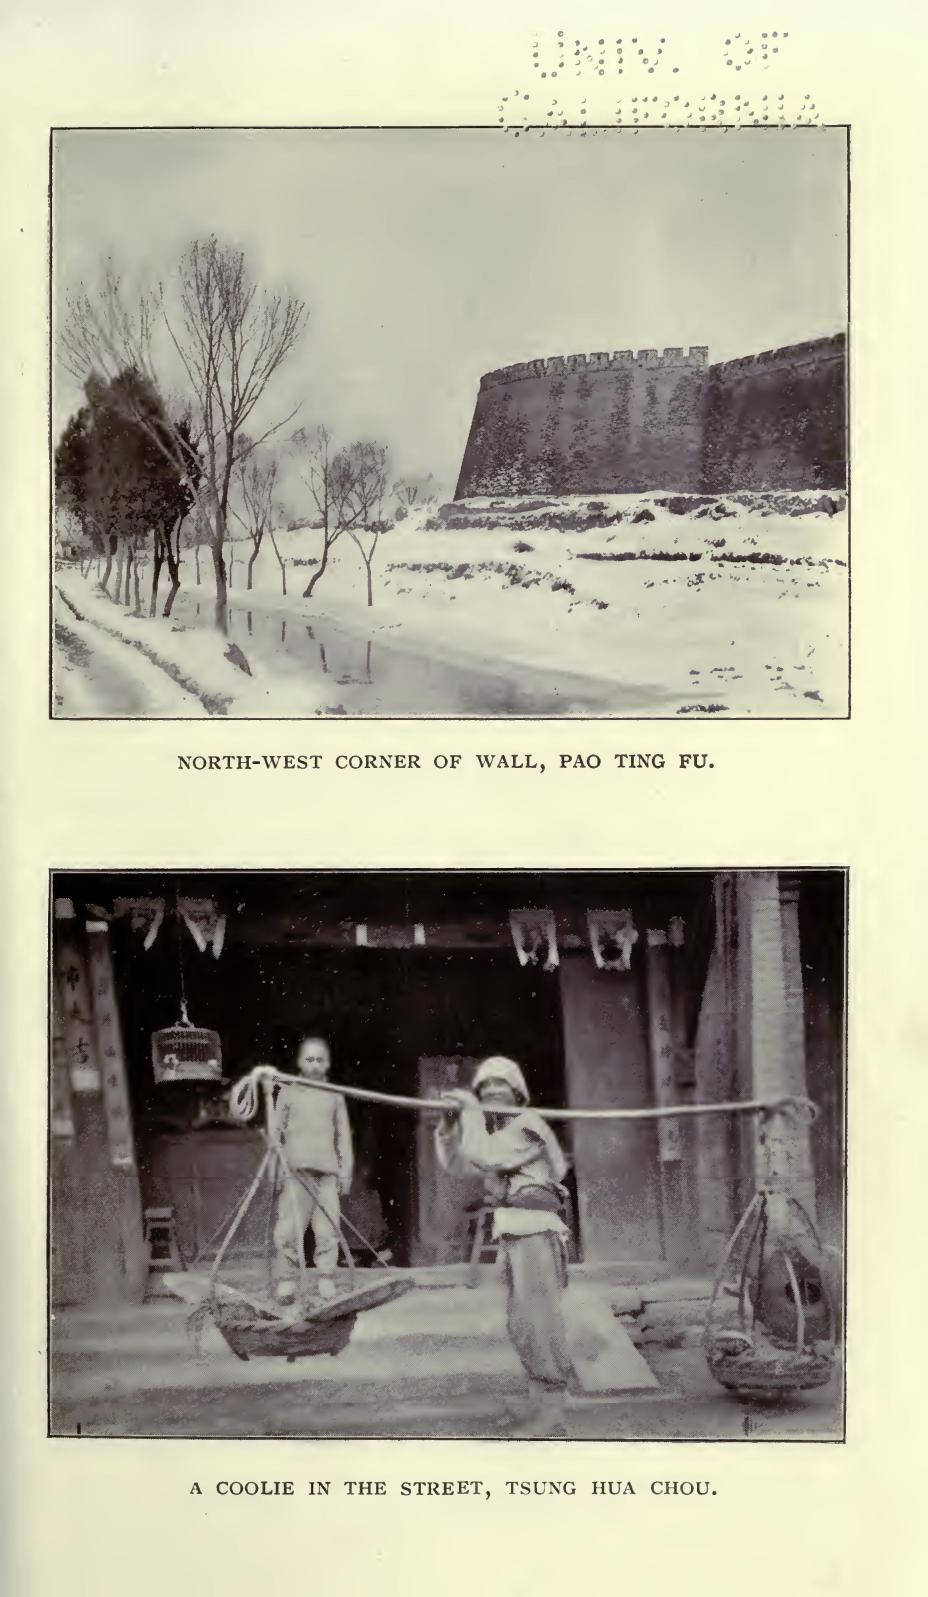 UNIV. OF
CALIFORNIA
NORTH-WEST CORNER OF WALL, PAO TING FU.
A COOLIE IN THE STREET, TSUNG HUA CHOU.